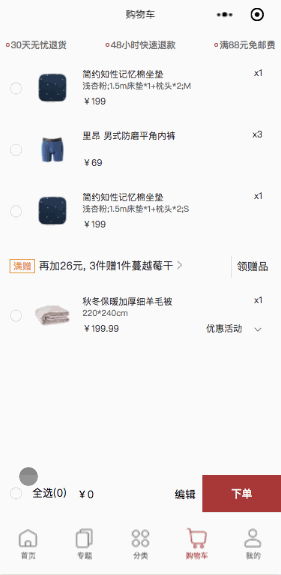 购物车
30天无忧退货 48小时快速退款 满88元免邮费
简约知性记忆棉坐垫 x1
浅杏粉;1.5m床垫*1+枕头*2;M
¥199
里昂 男式防磨平角内裤 x3
¥69
简约知性记忆棉坐垫 x1
浅杏粉;1.5m床垫*1+枕头*2;S
¥199
满赠 再加26元, 3件赠1件蔓越莓干 > 领赠品
秋冬保暖加厚细羊毛被 x1
220*240cm
¥199.99 优惠活动
全选(0) ¥0 编辑 下单
首页 专题 分类 购物车 我的